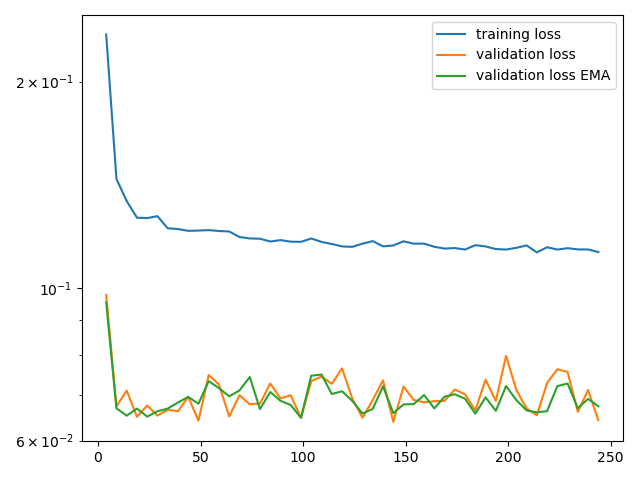 training loss
validation loss
validation loss EMA
2 × 10⁻¹
10⁻¹
6 × 10⁻²
0
50
100
150
200
250